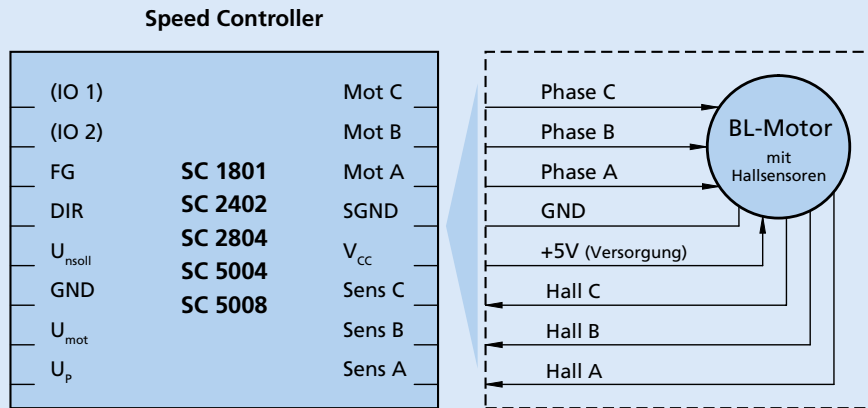 Speed Controller
(IO 1)
(IO 2)
FG
DIR
Unsoll
GND
Umot
UP
SC 1801
SC 2402
SC 2804
SC 5004
SC 5008
Mot C
Mot B
Mot A
SGND
VCC
Sens C
Sens B
Sens A
Phase C
Phase B
Phase A
GND
+5V (Versorgung)
Hall C
Hall B
Hall A
BL-Motor
mit
Hallsensoren